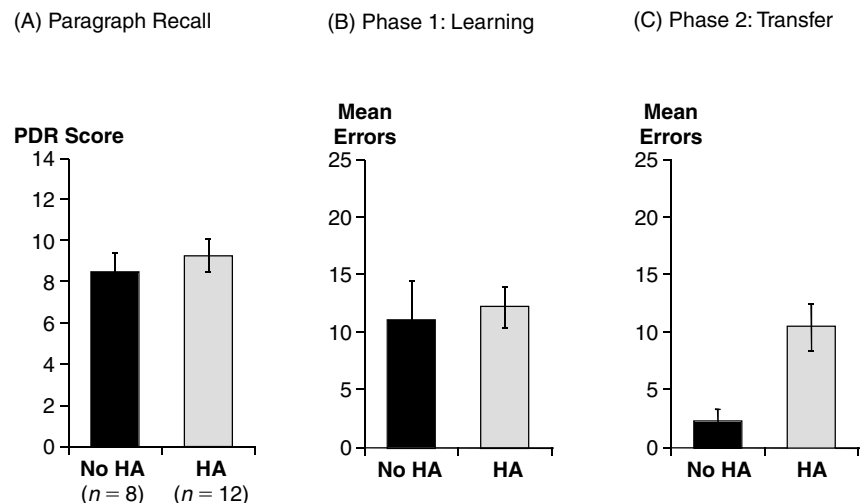 (A) Paragraph Recall
PDR Score
14
12
10
8
6
4
2
0
No HA
HA
(n = 8)
(n = 12)
(B) Phase 1: Learning
Mean
Errors
25
20
15
10
5
0
No HA
HA
(C) Phase 2: Transfer
Mean
Errors
25
20
15
10
5
0
No HA
HA